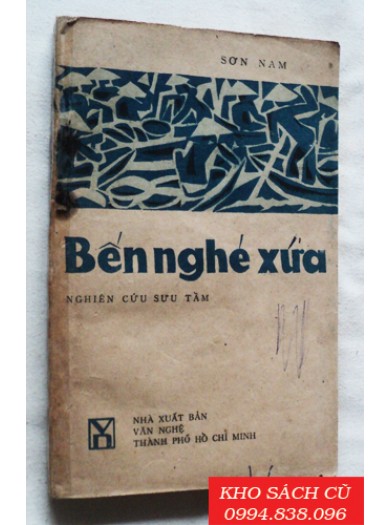 SƠN NAM
Bến nghé xưa
NGHIÊN CỨU SƯU TẦM
NHÀ XUẤT BẢN
VĂN NGHỆ
THÀNH PHỐ HỒ CHÍ MINH
KHO SÁCH CŨ
0994.838.096